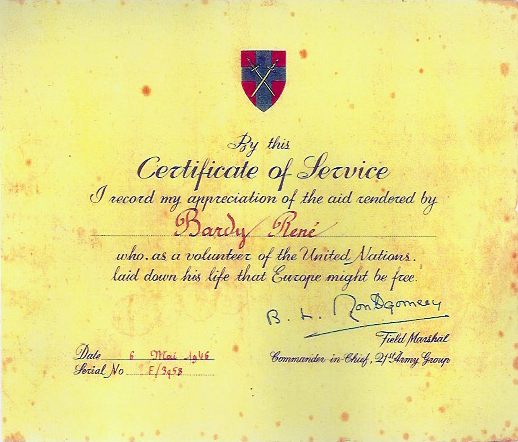 By this
Certificate of Service
I record my appreciation of the aid rendered by
Bardy René
who, as a volunteer of the United Nations,
laid down his life that Europe might be free.
B. L. Montgomery
Field Marshal
Commander-in-Chief, 21st Army Group
Date 6 Mai 1946
Serial No F/3958